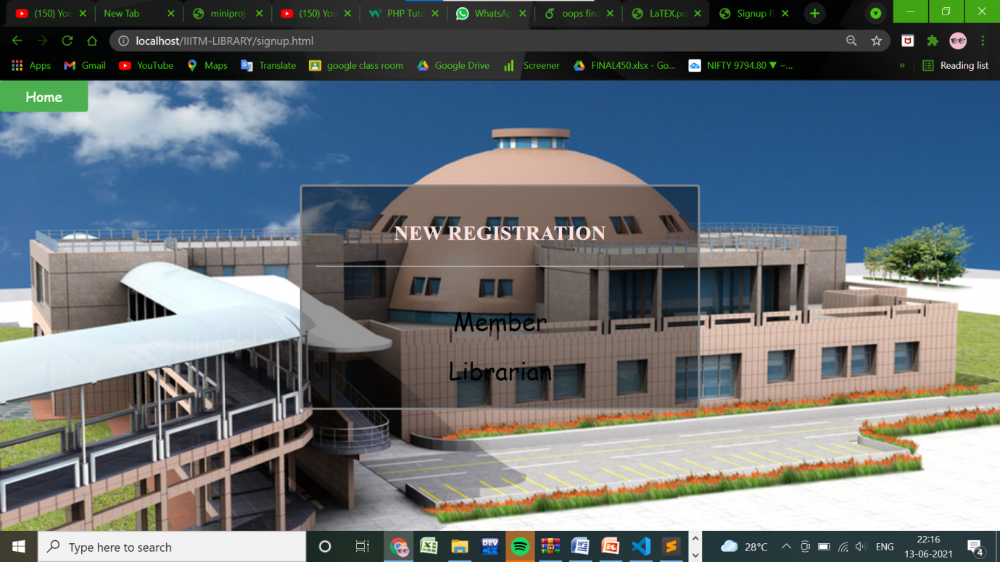 (150) You
New Tab
miniproj
(150) You
PHP Tuto
WhatsAp
oops fina
LaTEX.pd
Signup P
localhost/IIITM-LIBRARY/signup.html
Apps
Gmail
YouTube
Maps
Translate
google class room
Google Drive
Screener
FINAL450.xlsx - Go...
NIFTY 9794.80 ▼ −...
»
Reading list
Home
NEW REGISTRATION
Member
Librarian
Type here to search
DEV
28°C
ENG
22:16
13-06-2021
4